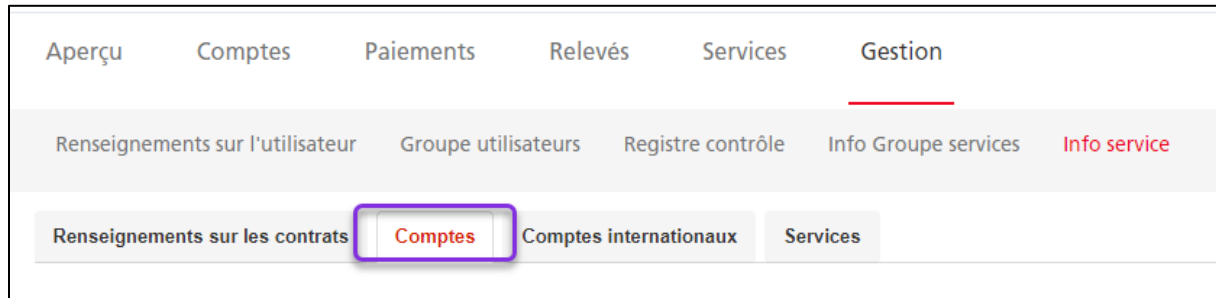 Aperçu Comptes Paiements Relevés Services Gestion
Renseignements sur l'utilisateur Groupe utilisateurs Registre contrôle Info Groupe services Info service
Renseignements sur les contrats Comptes Comptes internationaux Services